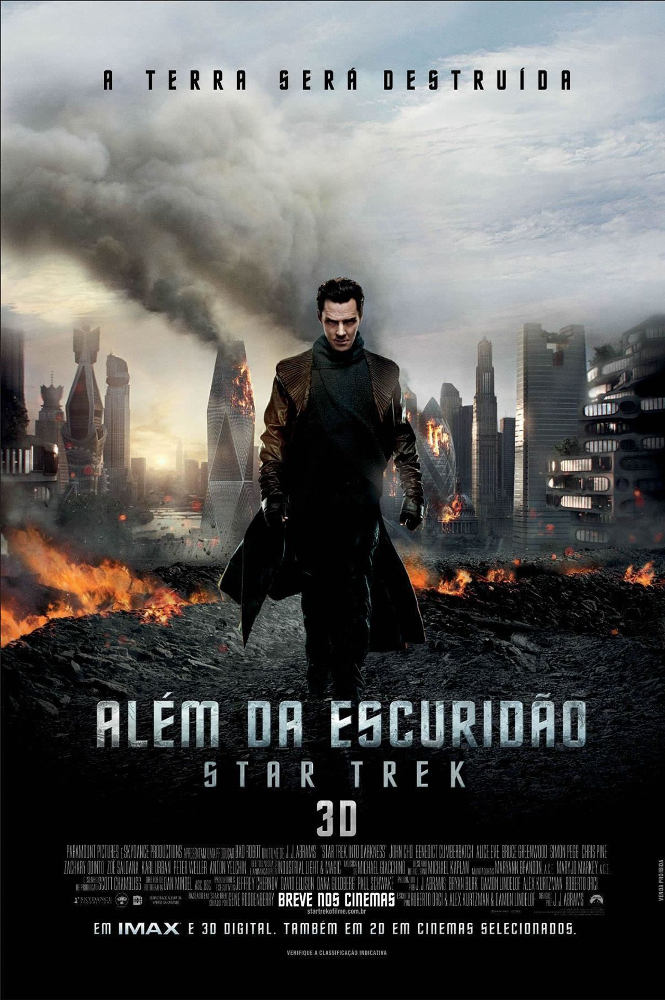 A TERRA SERÁ DESTRUÍDA
ALÉM DA ESCURIDÃO
STAR TREK
3D
PARAMOUNT PICTURES E SKYDANCE PRODUCTIONS APRESENTAM UMA PRODUÇÃO BAD ROBOT UM FILME DE J.J. ABRAMS "STAR TREK INTO DARKNESS" JOHN CHO BENEDICT CUMBERBATCH ALICE EVE BRUCE GREENWOOD SIMON PEGG CHRIS PINE
ZACHARY QUINTO ZOË SALDANA KARL URBAN PETER WELLER ANTON YELCHIN EFEITOS VISUAIS E ANIMAÇÃO POR INDUSTRIAL LIGHT & MAGIC MÚSICA DE MICHAEL GIACCHINO DESENHO DE FIGURINO MICHAEL KAPLAN MONTADORAS MARYANN BRANDON, A.C.E. MARY JO MARKEY, A.C.E.
DESENHO DE PRODUÇÃO SCOTT CHAMBLISS DIRETOR DE FOTOGRAFIA DAN MINDEL, ASC, BSC PRODUTORES EXECUTIVOS JEFFREY CHERNOV DAVID ELLISON DANA GOLDBERG PAUL SCHWAKE PRODUZIDO POR J.J. ABRAMS BRYAN BURK DAMON LINDELOF ALEX KURTZMAN ROBERTO ORCI
SKYDANCE PRODUCTIONS SOUNDTRACK ALBUM ON VARÈSE SARABANDE BASEADO EM "STAR TREK" CRIADO POR GENE RODDENBERRY BREVE NOS CINEMAS ESCRITO POR ROBERTO ORCI & ALEX KURTZMAN & DAMON LINDELOF DIRIGIDO POR J.J. ABRAMS
startrekofilme.com.br
EM IMAX E 3D DIGITAL. TAMBÉM EM 2D EM CINEMAS SELECIONADOS.
VERIFIQUE A CLASSIFICAÇÃO INDICATIVA
VENDA PROIBIDA